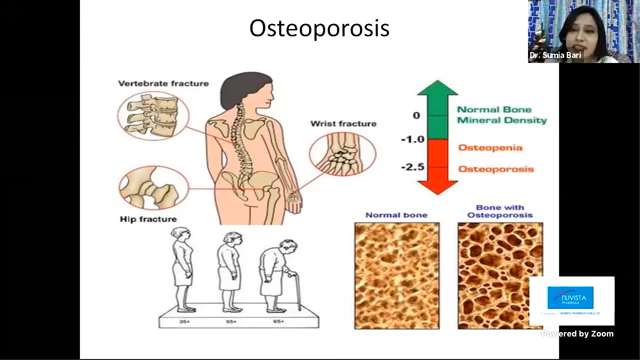 Osteoporosis
Dr. Sumia Bari
Vertebrate fracture
Wrist fracture
Hip fracture
0
-1.0
-2.5
Normal Bone
Mineral Density
Osteopenia
Osteoporosis
Normal bone
Bone with
Osteoporosis
35+
55+
65+
NUVISTA
Powered by Zoom